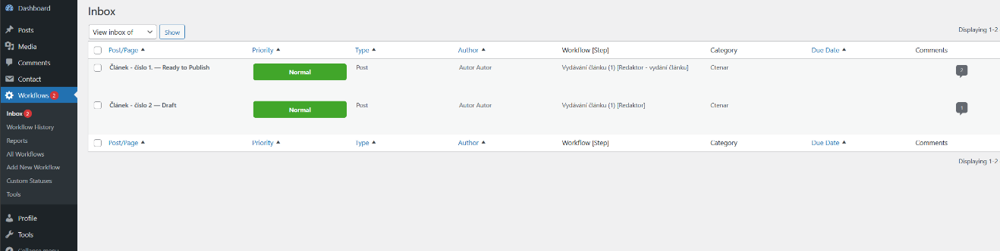 Dashboard
Posts
Media
Comments
Contact
Workflows 2
Inbox 2
Workflow History
Reports
All Workflows
Add New Workflow
Custom Statuses
Tools
Profile
Tools
Collapse menu
Inbox
View inbox of Show
Displaying 1-2
Post/Page Priority Type Author Workflow [Step] Category Due Date Comments
Článek - číslo 1. — Ready to Publish Normal Post Autor Autor Vydávání článku (1) [Redaktor - vydání článku] Ctenar 2
Článek - číslo 2 — Draft Normal Post Autor Autor Vydávání článku (1) [Redaktor] Ctenar 1
Post/Page Priority Type Author Workflow [Step] Category Due Date Comments
Displaying 1-2